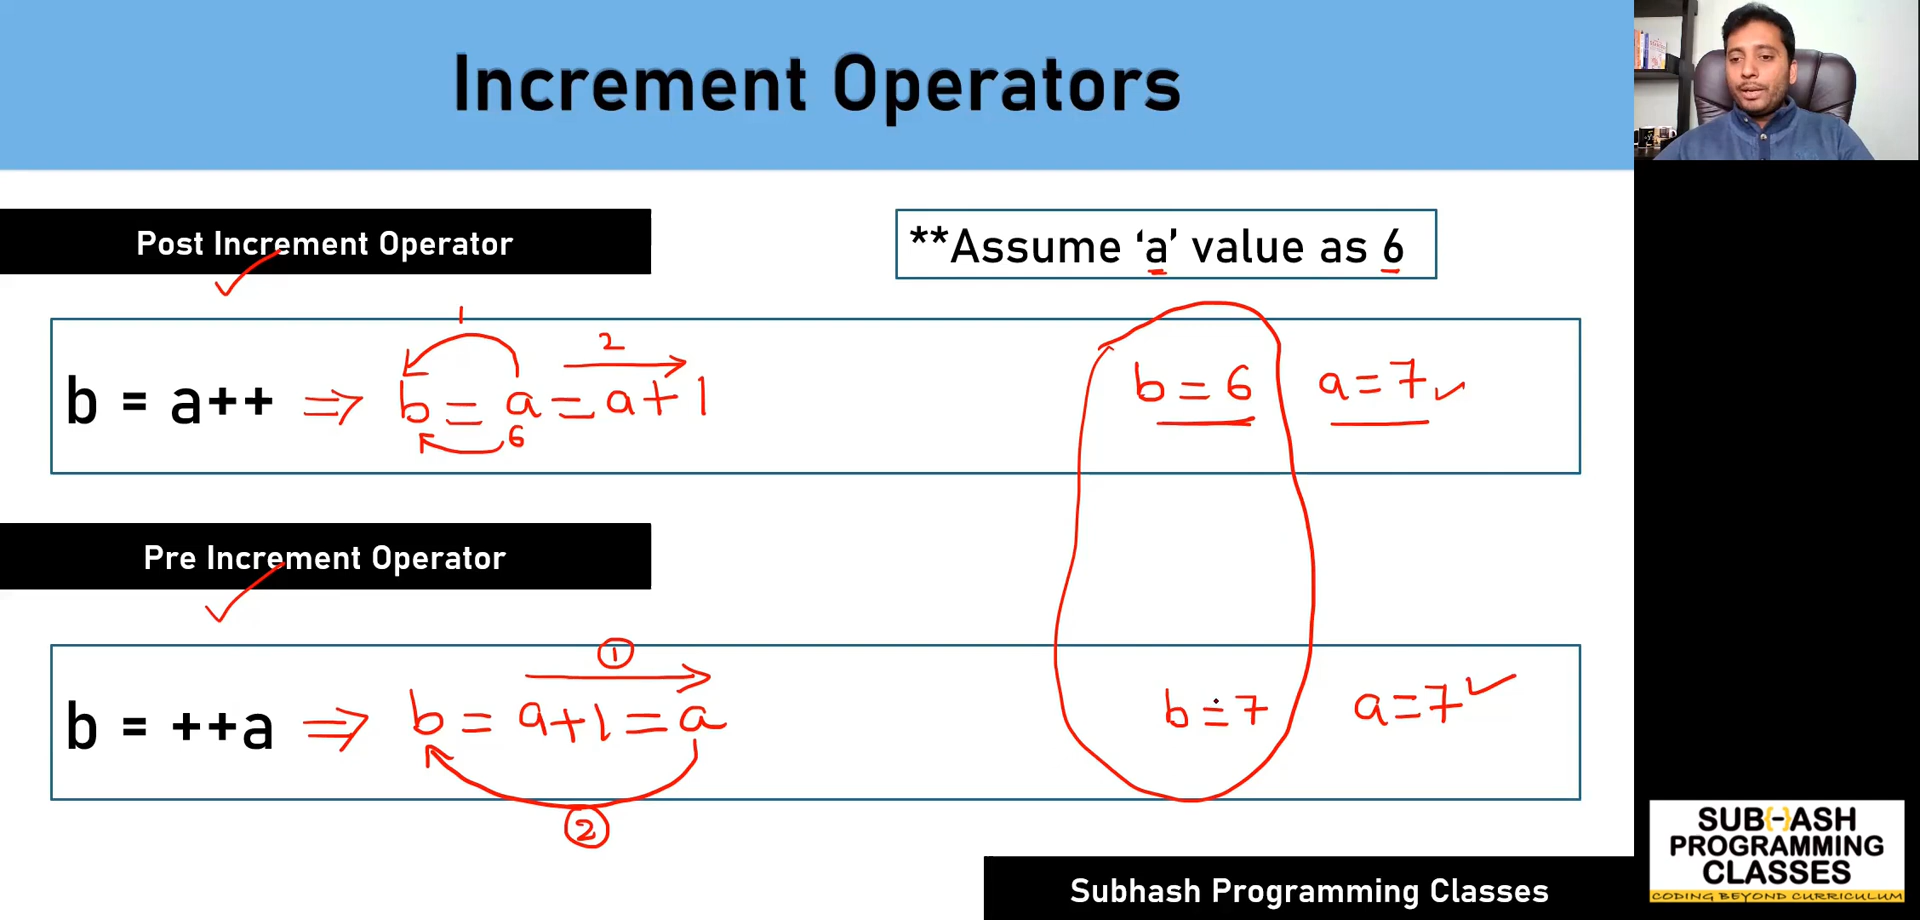 Increment Operators
Post Increment Operator
**Assume ‘a’ value as 6
1
2
b = a++ ⇒ b = a = a+1
6
b = 6 a = 7
Pre Increment Operator
1
b = ++a ⇒ b = a+1 = a
b = 7 a = 7
2
Subhash Programming Classes
SUBHASH
PROGRAMMING
CLASSES
CODING BEYOND CURRICULUM